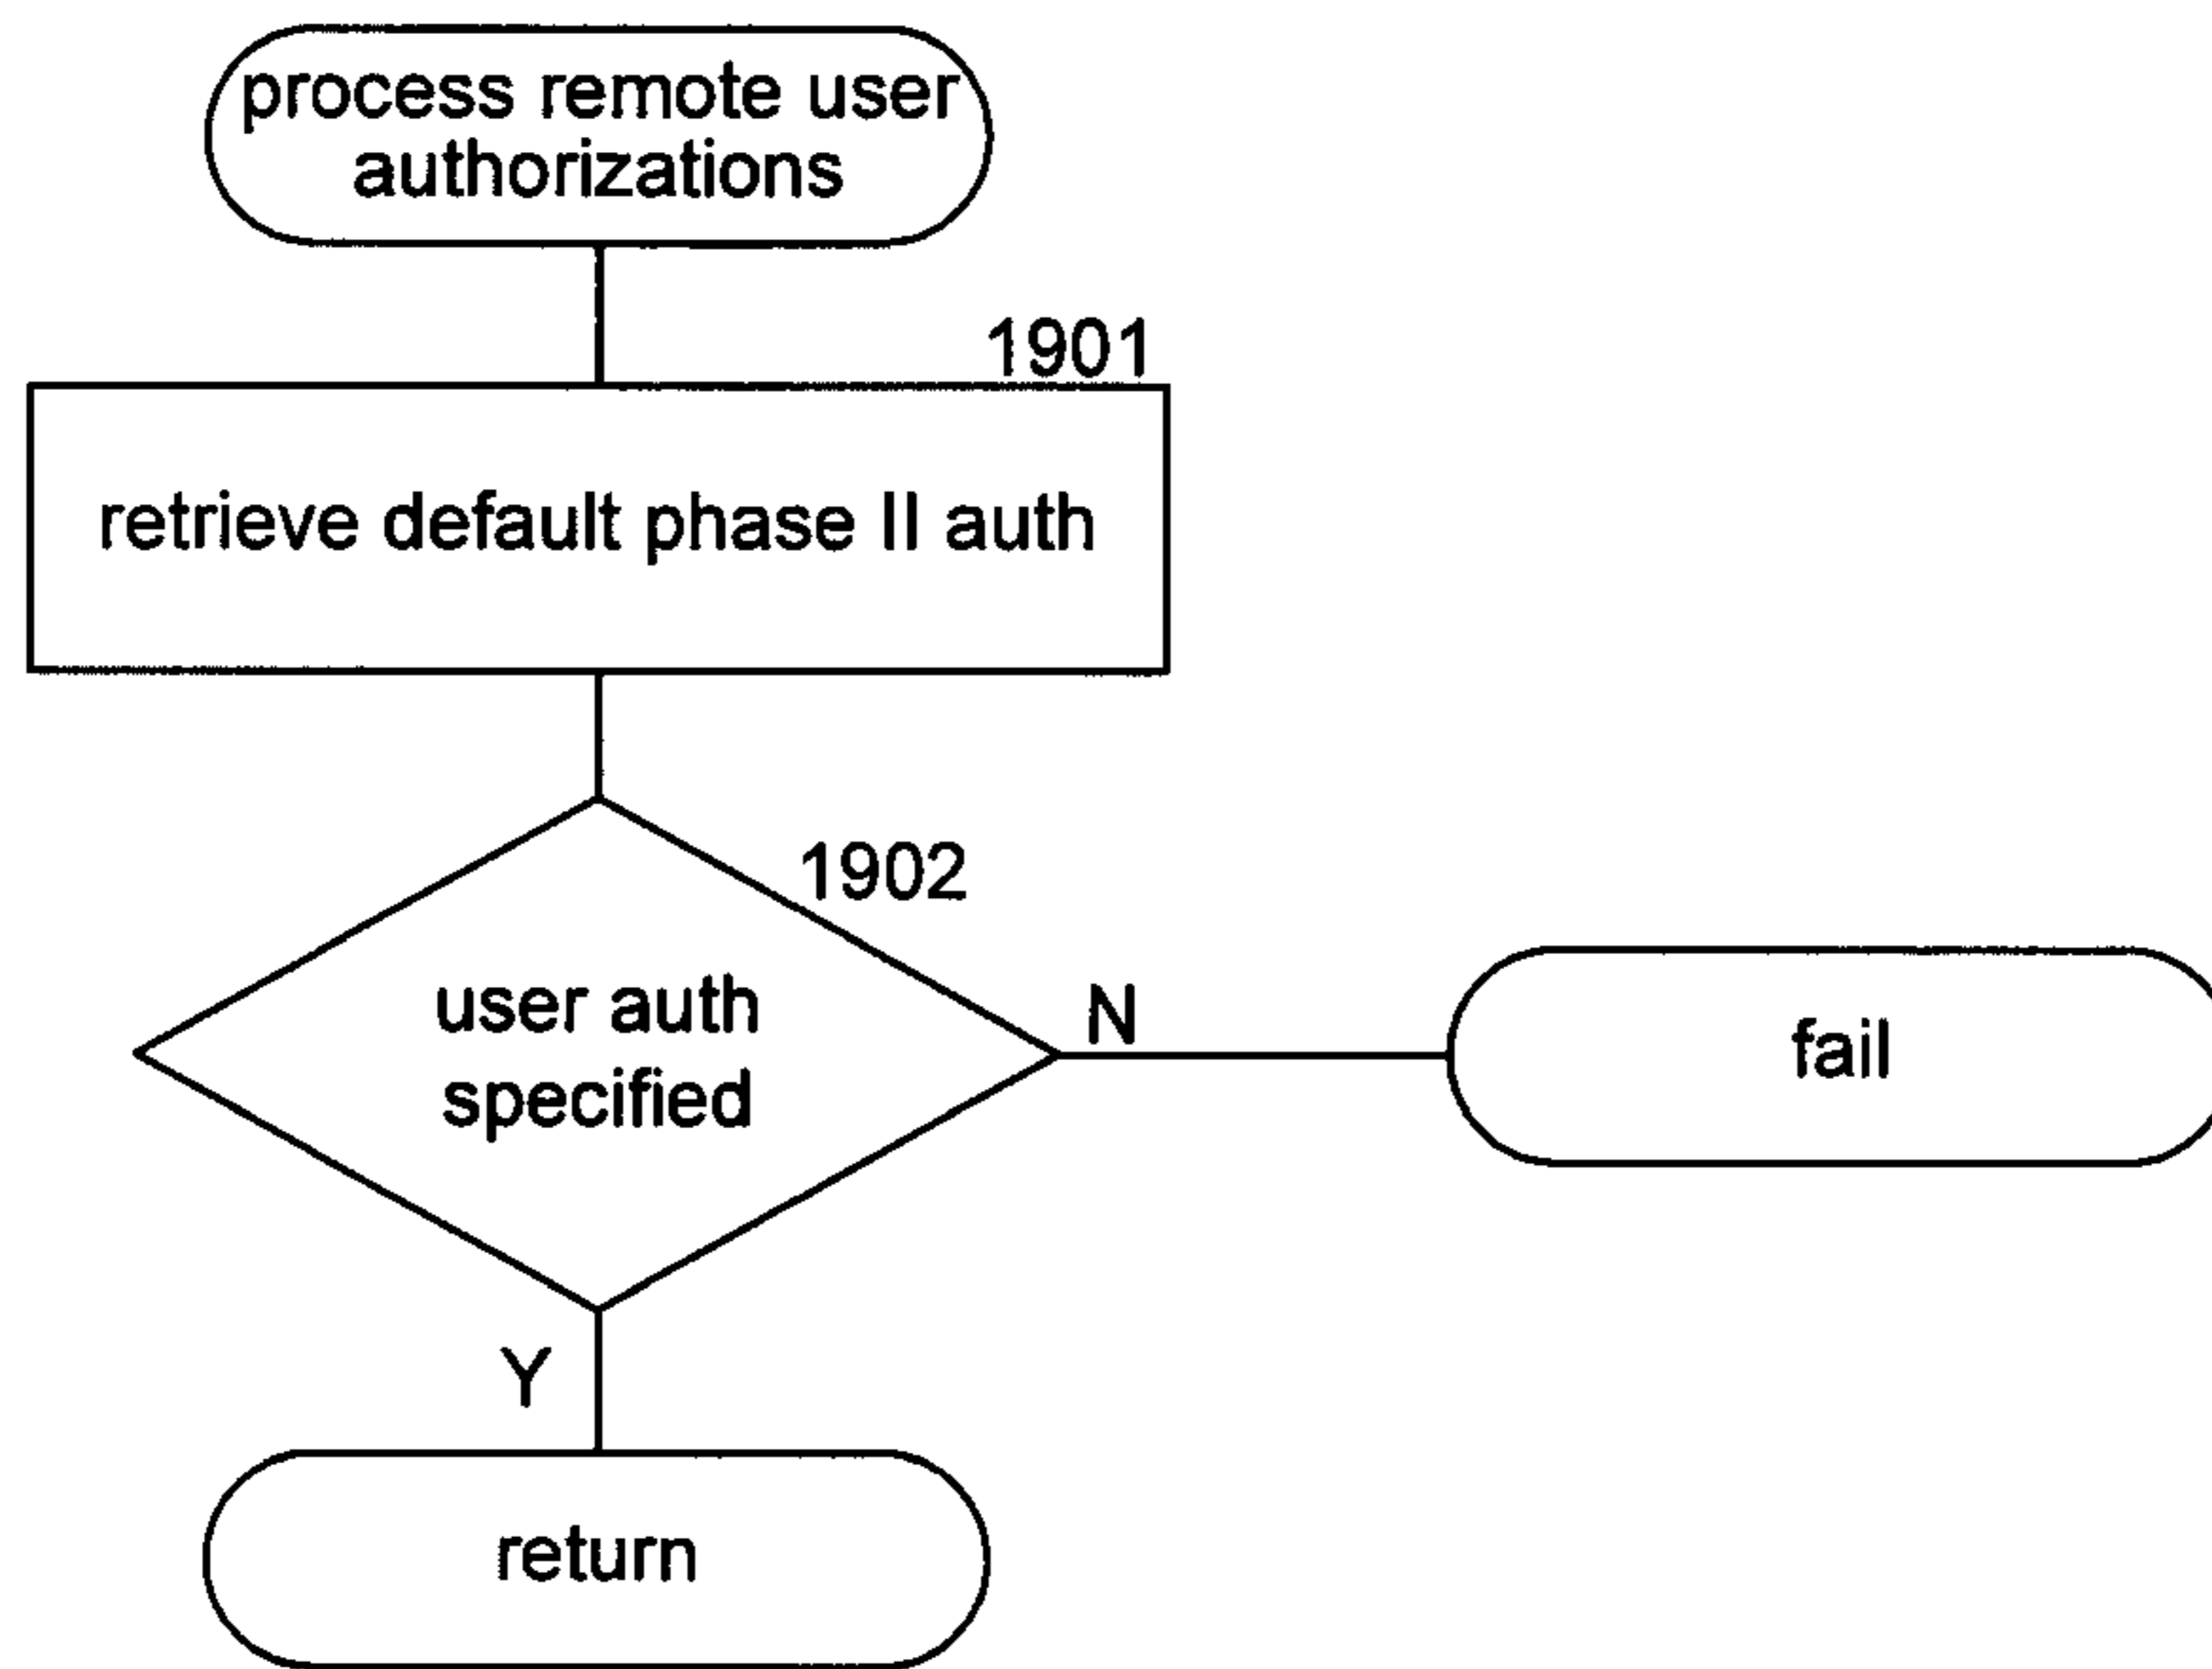 process remote user
authorizations
1901
retrieve default phase II auth
1902
user auth
specified
N
fail
Y
return